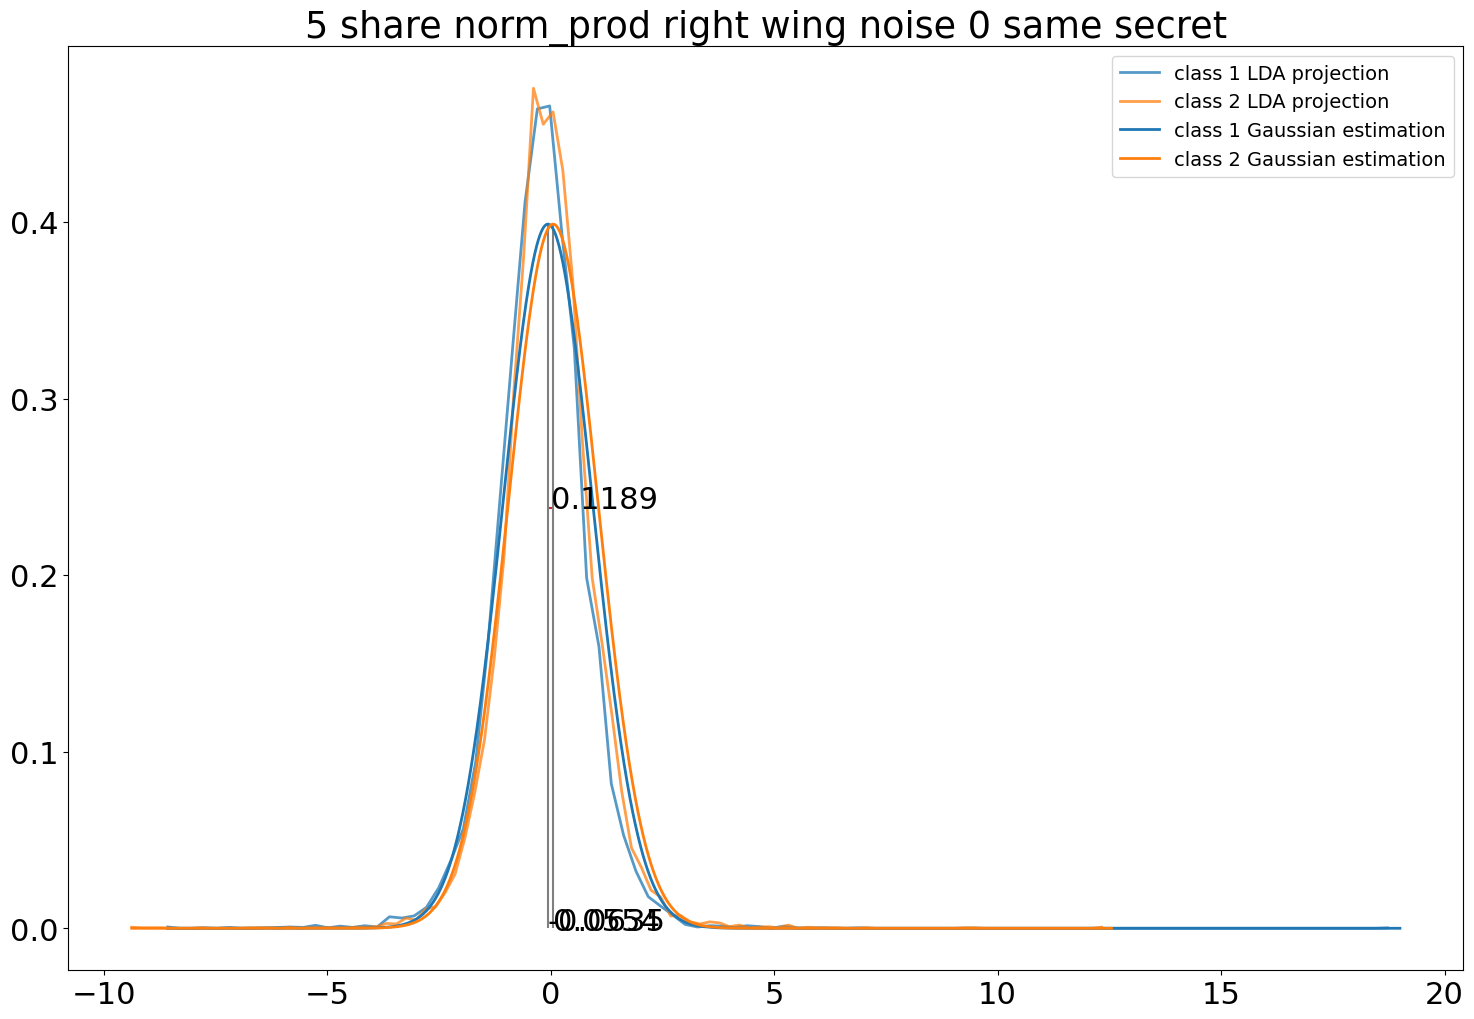 5 share norm_prod right wing noise 0 same secret
class 1 LDA projection
class 2 LDA projection
class 1 Gaussian estimation
class 2 Gaussian estimation
0.4
0.3
0.2
0.1
0.0
0.1189
−10
−5
0
5
10
15
20